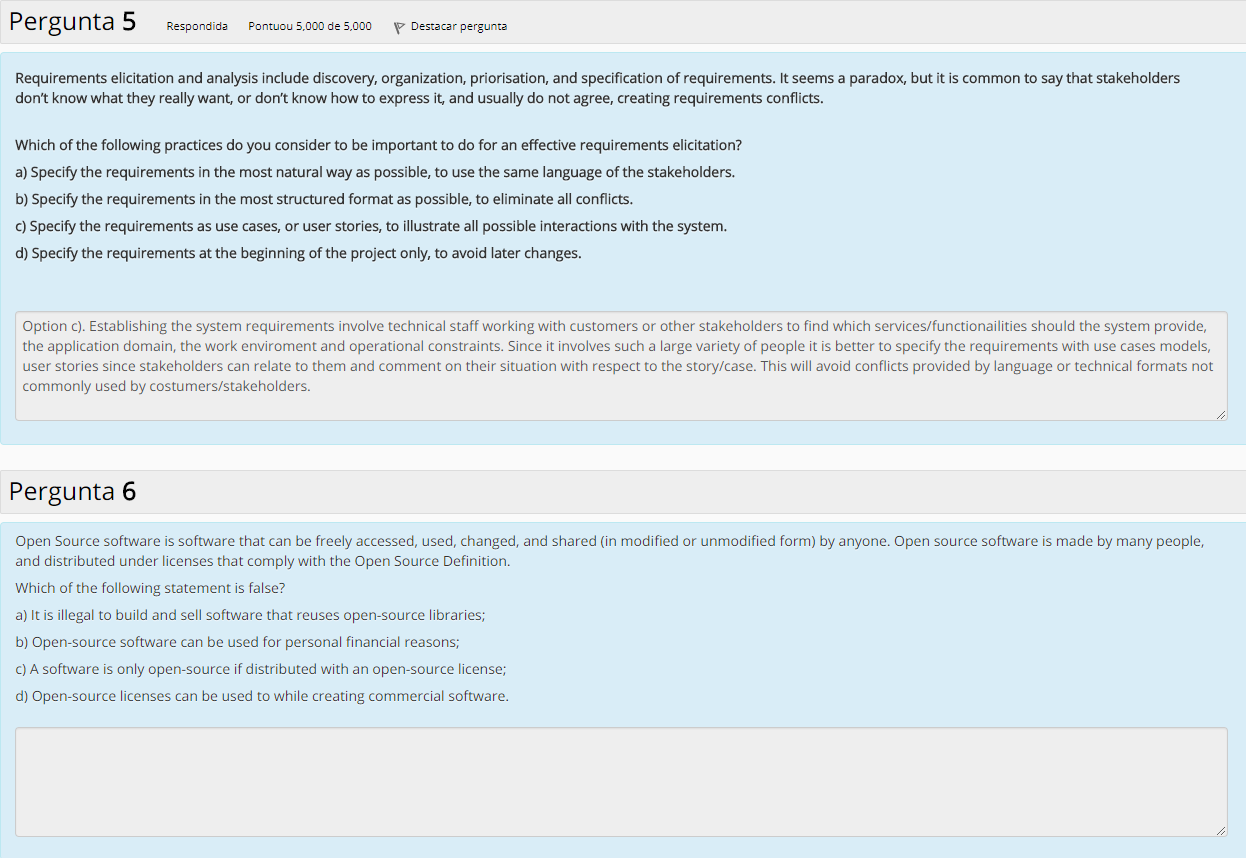 Pergunta 5 Respondida Pontuou 5,000 de 5,000 Destacar pergunta
Requirements elicitation and analysis include discovery, organization, priorisation, and specification of requirements. It seems a paradox, but it is common to say that stakeholders
don't know what they really want, or don't know how to express it, and usually do not agree, creating requirements conflicts.
Which of the following practices do you consider to be important to do for an effective requirements elicitation?
a) Specify the requirements in the most natural way as possible, to use the same language of the stakeholders.
b) Specify the requirements in the most structured format as possible, to eliminate all conflicts.
c) Specify the requirements as use cases, or user stories, to illustrate all possible interactions with the system.
d) Specify the requirements at the beginning of the project only, to avoid later changes.
Option c). Establishing the system requirements involve technical staff working with customers or other stakeholders to find which services/functionailities should the system provide,
the application domain, the work enviroment and operational constraints. Since it involves such a large variety of people it is better to specify the requirements with use cases models,
user stories since stakeholders can relate to them and comment on their situation with respect to the story/case. This will avoid conflicts provided by language or technical formats not
commonly used by costumers/stakeholders.
Pergunta 6
Open Source software is software that can be freely accessed, used, changed, and shared (in modified or unmodified form) by anyone. Open source software is made by many people,
and distributed under licenses that comply with the Open Source Definition.
Which of the following statement is false?
a) It is illegal to build and sell software that reuses open-source libraries;
b) Open-source software can be used for personal financial reasons;
c) A software is only open-source if distributed with an open-source license;
d) Open-source licenses can be used to while creating commercial software.